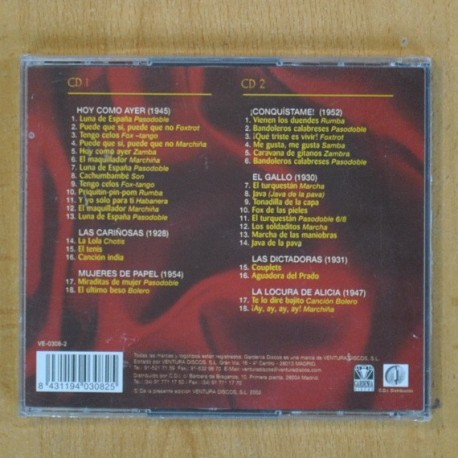 CD 1
HOY COMO AYER (1945)
1. Luna de España Pasodoble
2. Puede que si, puede que no Foxtrot
3. Tengo celos Fox-tango
4. Puede que si, puede que no Marchiña
5. Hoy como ayer Zamba
6. El maquillador Marchiña
7. Luna de España Pasodoble
8. Cachumbambé Son
9. Tengo celos Fox-tango
10. Priquitin-pin-pom Rumba
11. Y yo sólo para ti Habanera
12. El maquillador Marchiña
13. Luna de España Pasodoble
LAS CARIÑOSAS (1928)
14. La Lola Chotis
15. El tenis
16. Canción india
MUJERES DE PAPEL (1954)
17. Miraditas de mujer Pasodoble
18. El último beso Bolero
CD 2
¡CONQUÍSTAME! (1952)
1. Vienen los duendes Rumba
2. Bandoleros calabreses Pasodoble
3. ¡Qué triste es vivir! Foxtrot
4. Me gusta, me gusta Samba
5. Caravana de gitanos Zambra
6. Bandoleros calabreses Pasodoble
EL GALLO (1930)
7. El turquestán Marcha
8. Java (Java de la pava)
9. Tonadilla de la capa
10. Fox de las pieles
11. El turquestán Pasodoble 6/8
12. Los soldaditos Marcha
13. Marcha de las maniobras
14. Java de la pava
LAS DICTADORAS (1931)
15. Couplets
16. Aguadora del Prado
LA LOCURA DE ALICIA (1947)
17. Te lo diré bajito Canción Bolero
18. ¡Ay, ay, ay, ay! Marchiña
VE-0308-2
8 431194 030825